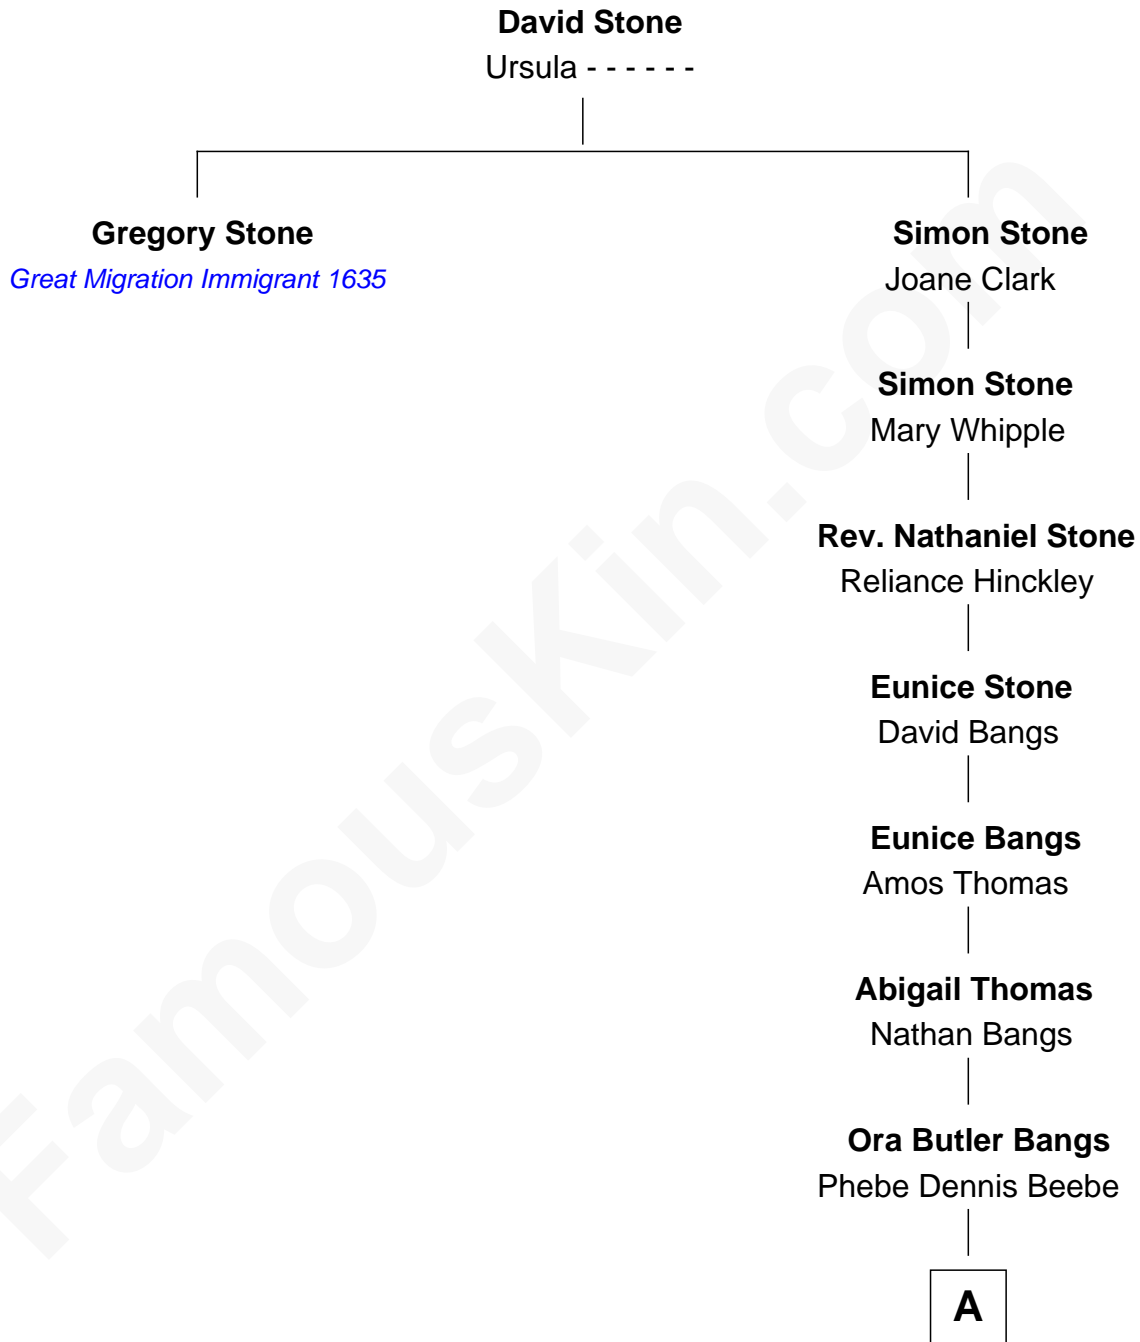 David Stone
Ursula - - - - - -
Gregory Stone
Great Migration Immigrant 1635
Simon Stone
Joane Clark
Simon Stone
Mary Whipple
Rev. Nathaniel Stone
Reliance Hinckley
Eunice Stone
David Bangs
Eunice Bangs
Amos Thomas
Abigail Thomas
Nathan Bangs
Ora Butler Bangs
Phebe Dennis Beebe
A
FamousKin.com